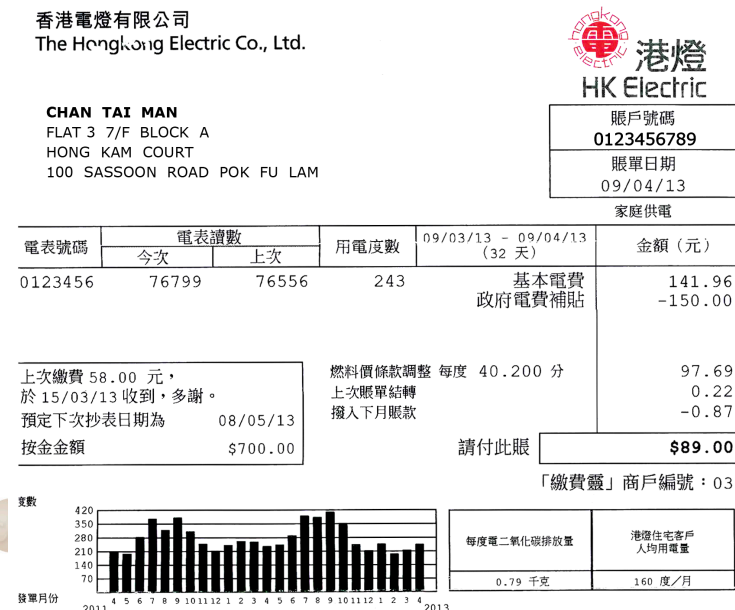 香港電燈有限公司
The Hongkong Electric Co., Ltd.
hongkong electric
電
港燈
HK Electric
CHAN TAI MAN
FLAT 3 7/F BLOCK A
HONG KAM COURT
100 SASSOON ROAD POK FU LAM
賬戶號碼
0123456789
賬單日期
09/04/13
家庭供電
電表號碼 電表讀數 用電度數 09/03/13 - 09/04/13 金額（元）
今次 上次 (32 天)
0123456 76799 76556 243 基本電費 141.96
政府電費補貼 -150.00
上次繳費 58.00 元，
於 15/03/13 收到，多謝。
預定下次抄表日期為 08/05/13
按金金額 $700.00
燃料價條款調整 每度 40.200 分 97.69
上次賬單結轉 0.22
撥入下月賬款 -0.87
請付此賬 $89.00
「繳費靈」商戶編號：03
度數
420
350
280
210
140
70
發單月份 4 5 6 7 8 9 10 11 12 1 2 3 4 5 6 7 8 9 10 11 12 1 2 3 4
2011 2013
每度電二氧化碳排放量 港燈住宅客戶
人均用電量
0.79 千克 160 度／月